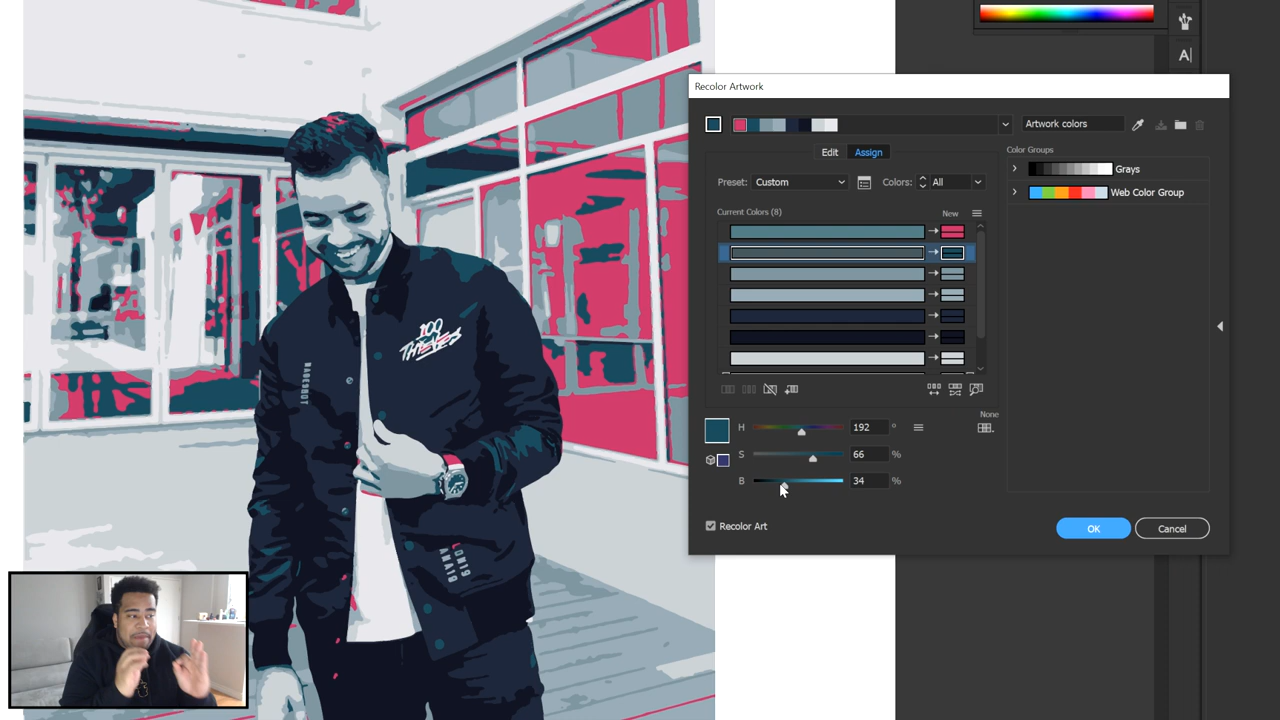 Recolor Artwork
Artwork colors
Edit
Assign
Color Groups
Preset:
Custom
Colors:
All
Grays
Web Color Group
Current Colors (8)
New
100
THIEVES
None
H
192
°
S
66
%
B
34
%
Recolor Art
OK
Cancel
A